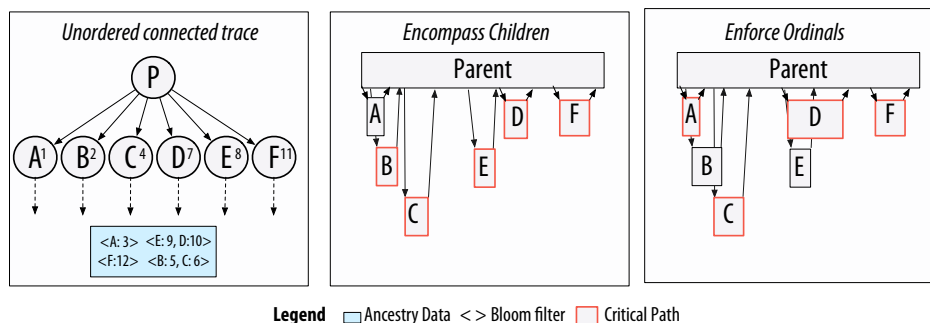 Unordered connected trace
P
A1 B2 C4 D7 E8 F11
<A: 3> <E: 9, D:10>
<F:12> <B: 5, C: 6>
Encompass Children
Parent
A
D
F
B
E
C
Enforce Ordinals
Parent
A
D
F
B
E
C
Legend Ancestry Data < > Bloom filter Critical Path